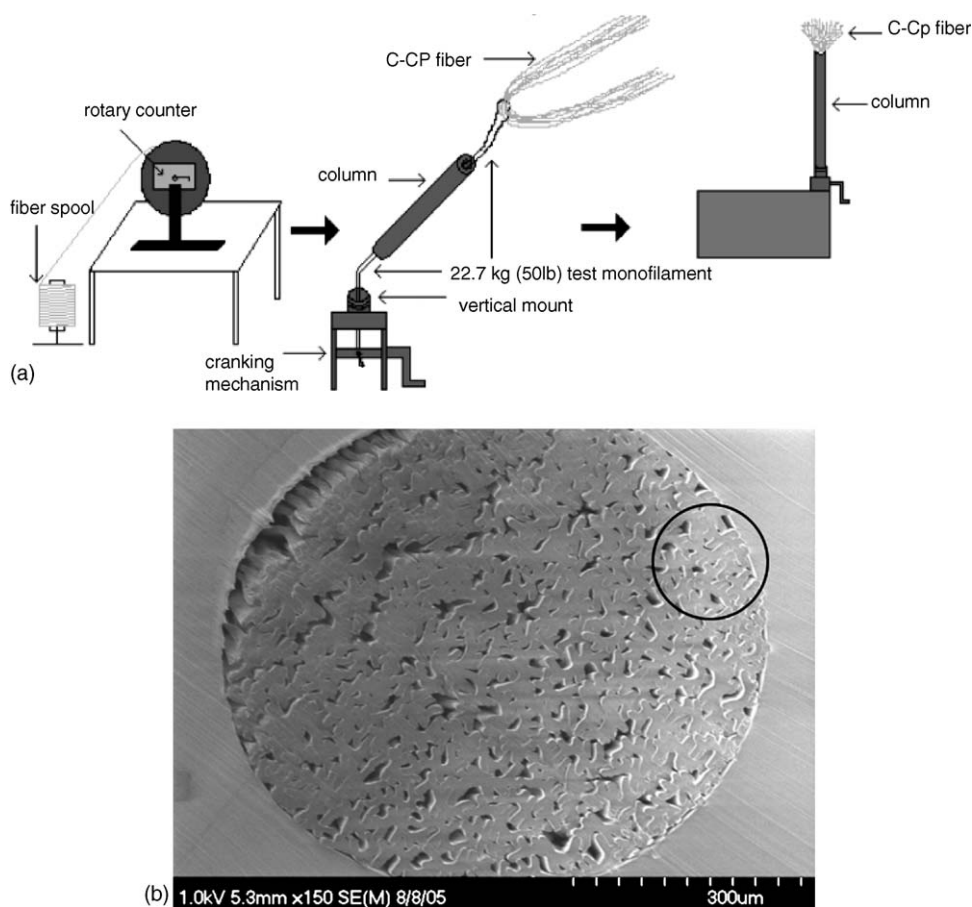 rotary counter
fiber spool
(a)
C-CP fiber
column
22.7 kg (50lb) test monofilament
vertical mount
cranking
mechanism
C-Cp fiber
column
(b)
1.0kV 5.3mm x150 SE(M) 8/8/05
300um